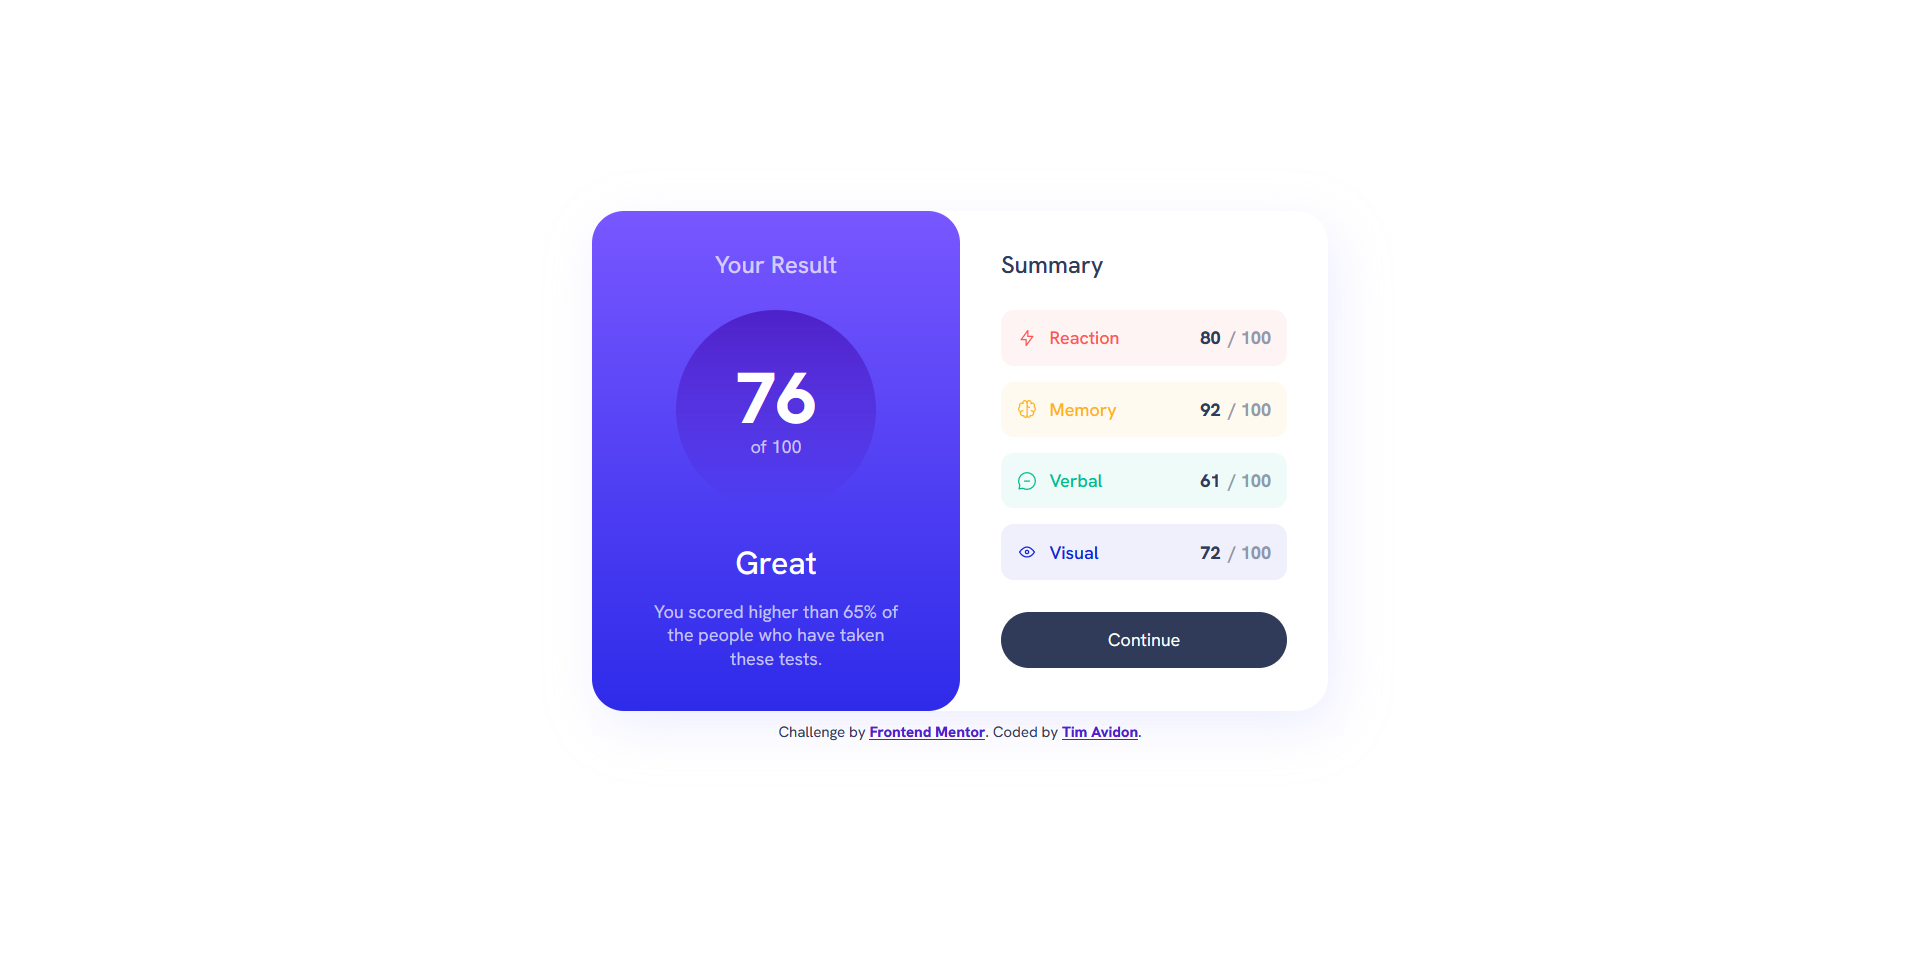 Your Result
76
of 100
Great
You scored higher than 65% of
the people who have taken
these tests.
Summary
Reaction 80 / 100
Memory 92 / 100
Verbal 61 / 100
Visual 72 / 100
Continue
Challenge by Frontend Mentor. Coded by Tim Avidon.